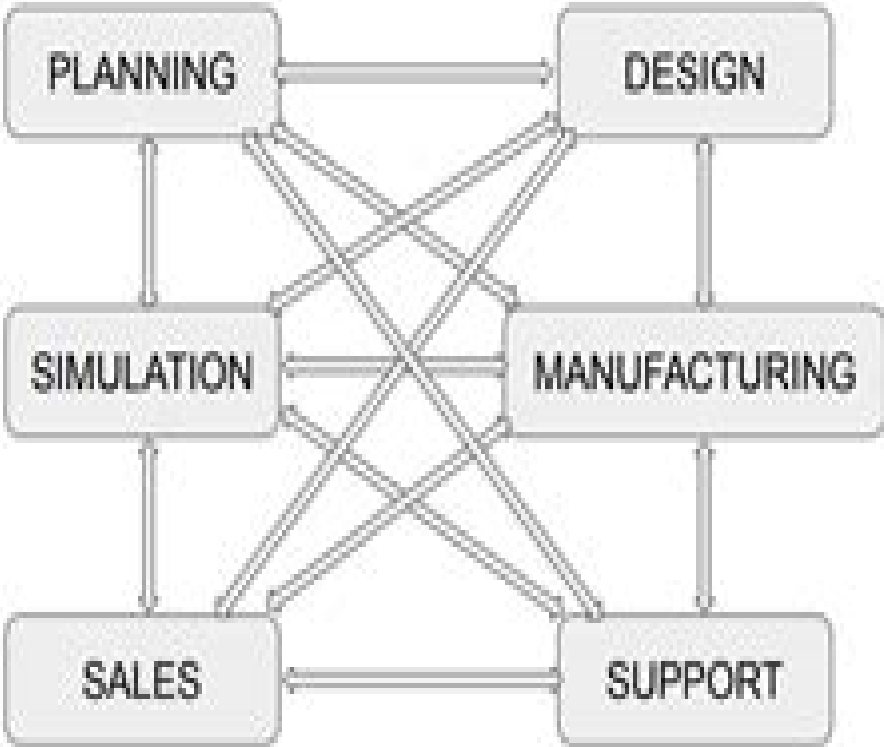 PLANNING
DESIGN
SIMULATION
MANUFACTURING
SALES
SUPPORT